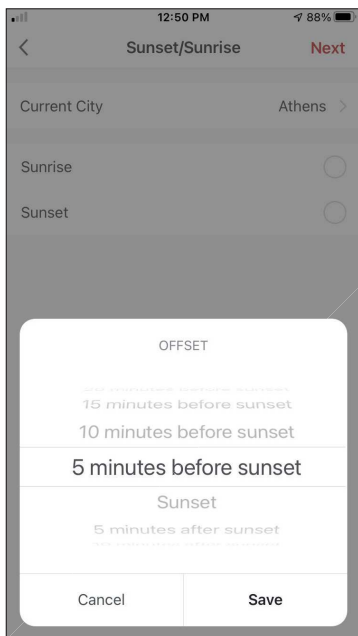 12:50 PM 88%
Sunset/Sunrise Next
Current City Athens
Sunrise
Sunset
OFFSET
15 minutes before sunset
10 minutes before sunset
5 minutes before sunset
Sunset
5 minutes after sunset
Cancel Save